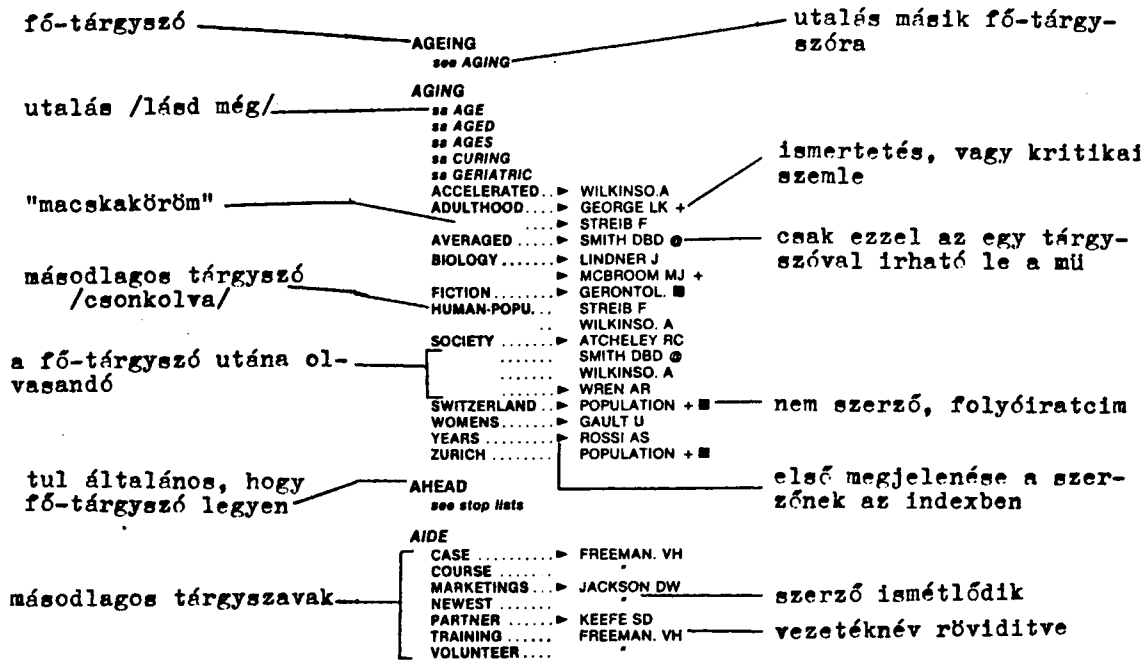 fő-tárgyszó
AGEING
see AGING
utalás másik fő-tárgy-
szóra
AGING
utalás /lásd még/
sa AGE
sa AGED
sa AGES
sa CURING
sa GERIATRIC
ismertetés, vagy kritikai
szemle
ACCELERATED..► WILKINSO.A
"macskaköröm"
ADULTHOOD....► GEORGE LK +
....► STREIB F
AVERAGED .....► SMITH DBD @
csak ezzel az egy tárgy-
szóval irható le a mü
BIOLOGY .......► LINDNER J
► MCBROOM MJ +
másodlagos tárgyszó
/csonkolva/
FICTION ........► GERONTOL. ■
HUMAN-POPU... STREIB F
.. WILKINSO. A
SOCIETY .......► ATCHELEY RC
a fő-tárgyszó utána ol-
vasandó
....... SMITH DBD @
....... WILKINSO. A
.......► WREN AR
SWITZERLAND ..► POPULATION + ■
nem szerző, folyóiratcim
WOMENS.......► GAULT U
YEARS .........► ROSSI AS
ZURICH ........ POPULATION + ■
első megjelenése a szer-
zőnek az indexben
tul általános, hogy
fő-tárgyszó legyen
AHEAD
see stop lists
AIDE
másodlagos tárgyszavak
CASE ..........► FREEMAN. VH
COURSE ....... "
MARKETINGS...► JACKSON DW
NEWEST ....... "
szerző ismétlődik
PARTNER ......► KEEFE SD
TRAINING ...... FREEMAN. VH
vezetéknév röviditve
VOLUNTEER.... "